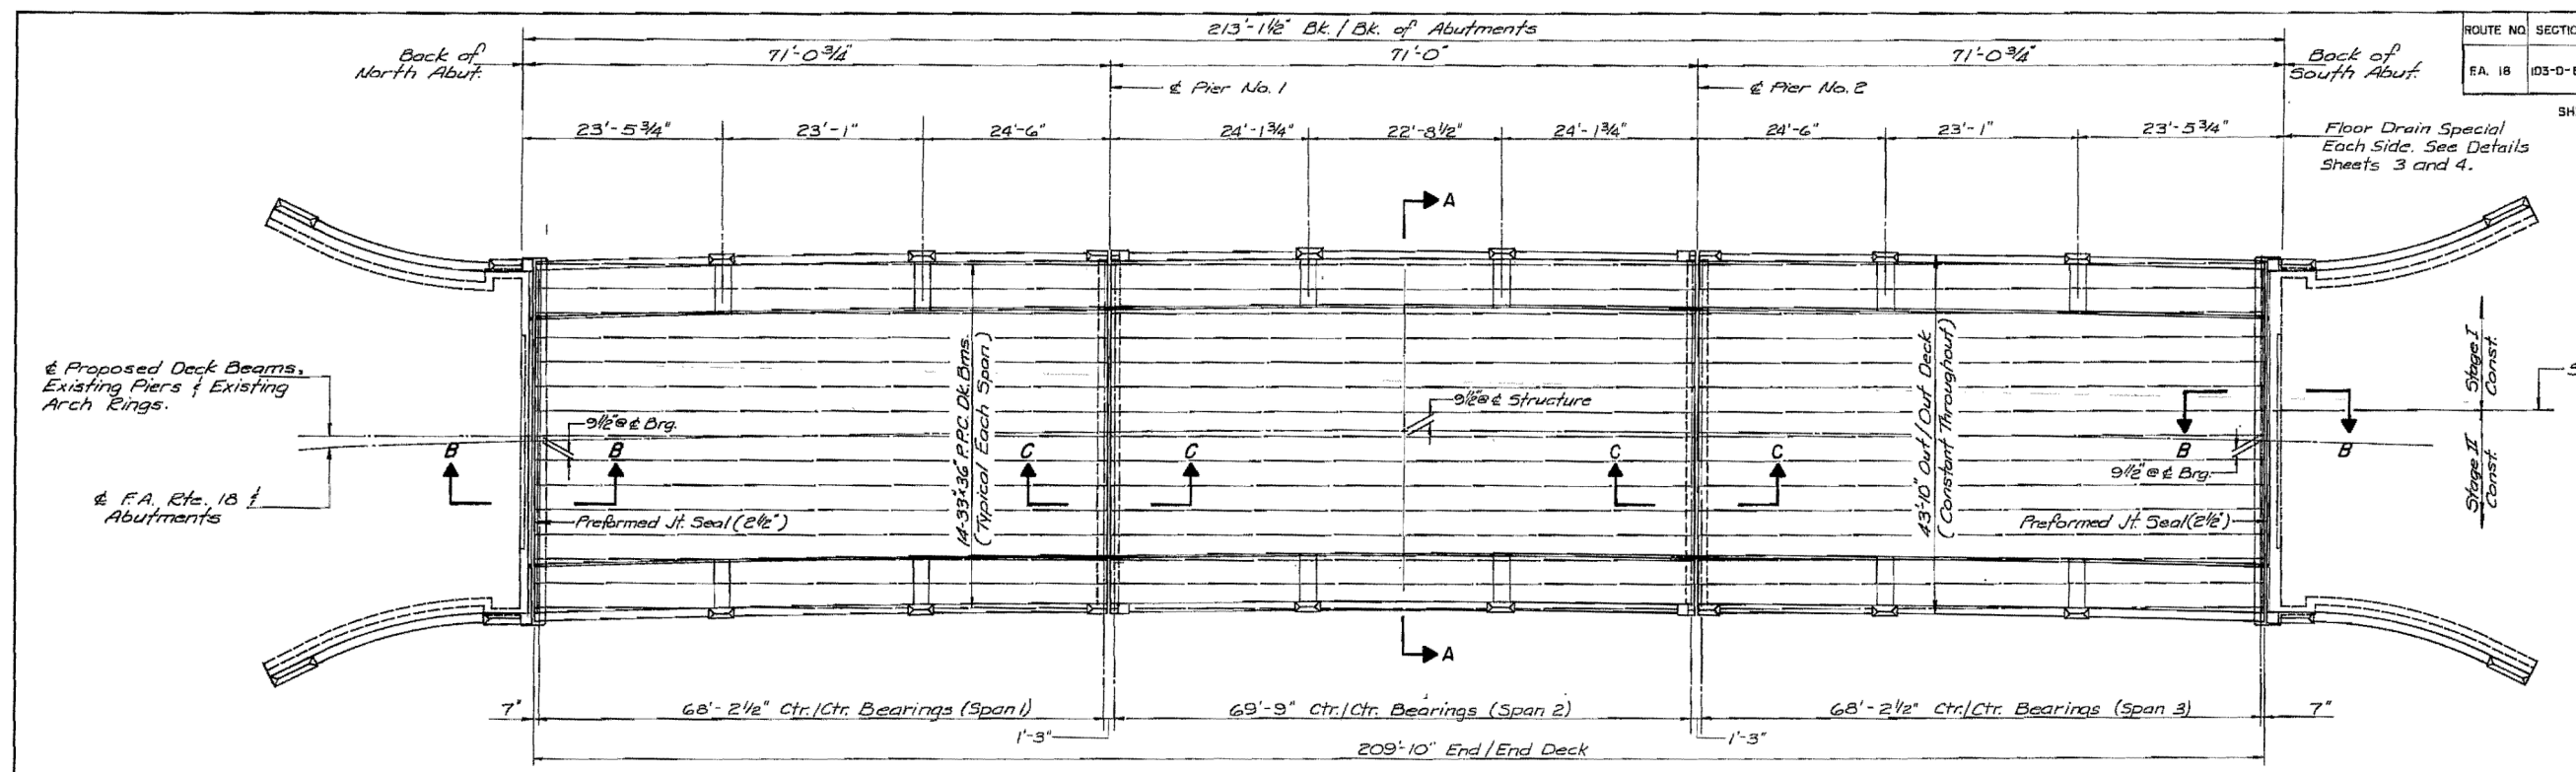 213'-1½" Bk./Bk. of Abutments
ROUTE NO.
Back of
North Abut.
71'-0¾"
71'-0"
71'-0¾"
Back of
South Abut.
F.A. 18
℄ Pier No. 1
℄ Pier No. 2
23'-5¾"
23'-1"
24'-6"
24'-1¾"
22'-8½"
24'-1¾"
24'-6"
23'-1"
23'-5¾"
Floor Drain Special
Each Side. See Details
Sheets 3 and 4.
A
℄ Proposed Deck Beams,
Existing Piers & Existing
Arch Rings.
14-33"x36" P.P.C. Dk. Bms.
(Typical Each Span)
43'-10" Out/Out Deck
(Constant Throughout)
Stage I
Const.
Stage II
Const.
9½" @ ℄ Brg.
9½" @ ℄ Structure
B
B
C
C
C
C
B
B
9½" @ ℄ Brg.
℄ F.A. Rte. 18 &
Abutments
Preformed Jt. Seal (2½")
Preformed Jt. Seal (2½")
A
7"
68'-2½" Ctr./Ctr. Bearings (Span 1)
69'-9" Ctr./Ctr. Bearings (Span 2)
68'-2½" Ctr./Ctr. Bearings (Span 3)
7"
1'-3"
1'-3"
209'-10" End/End Deck